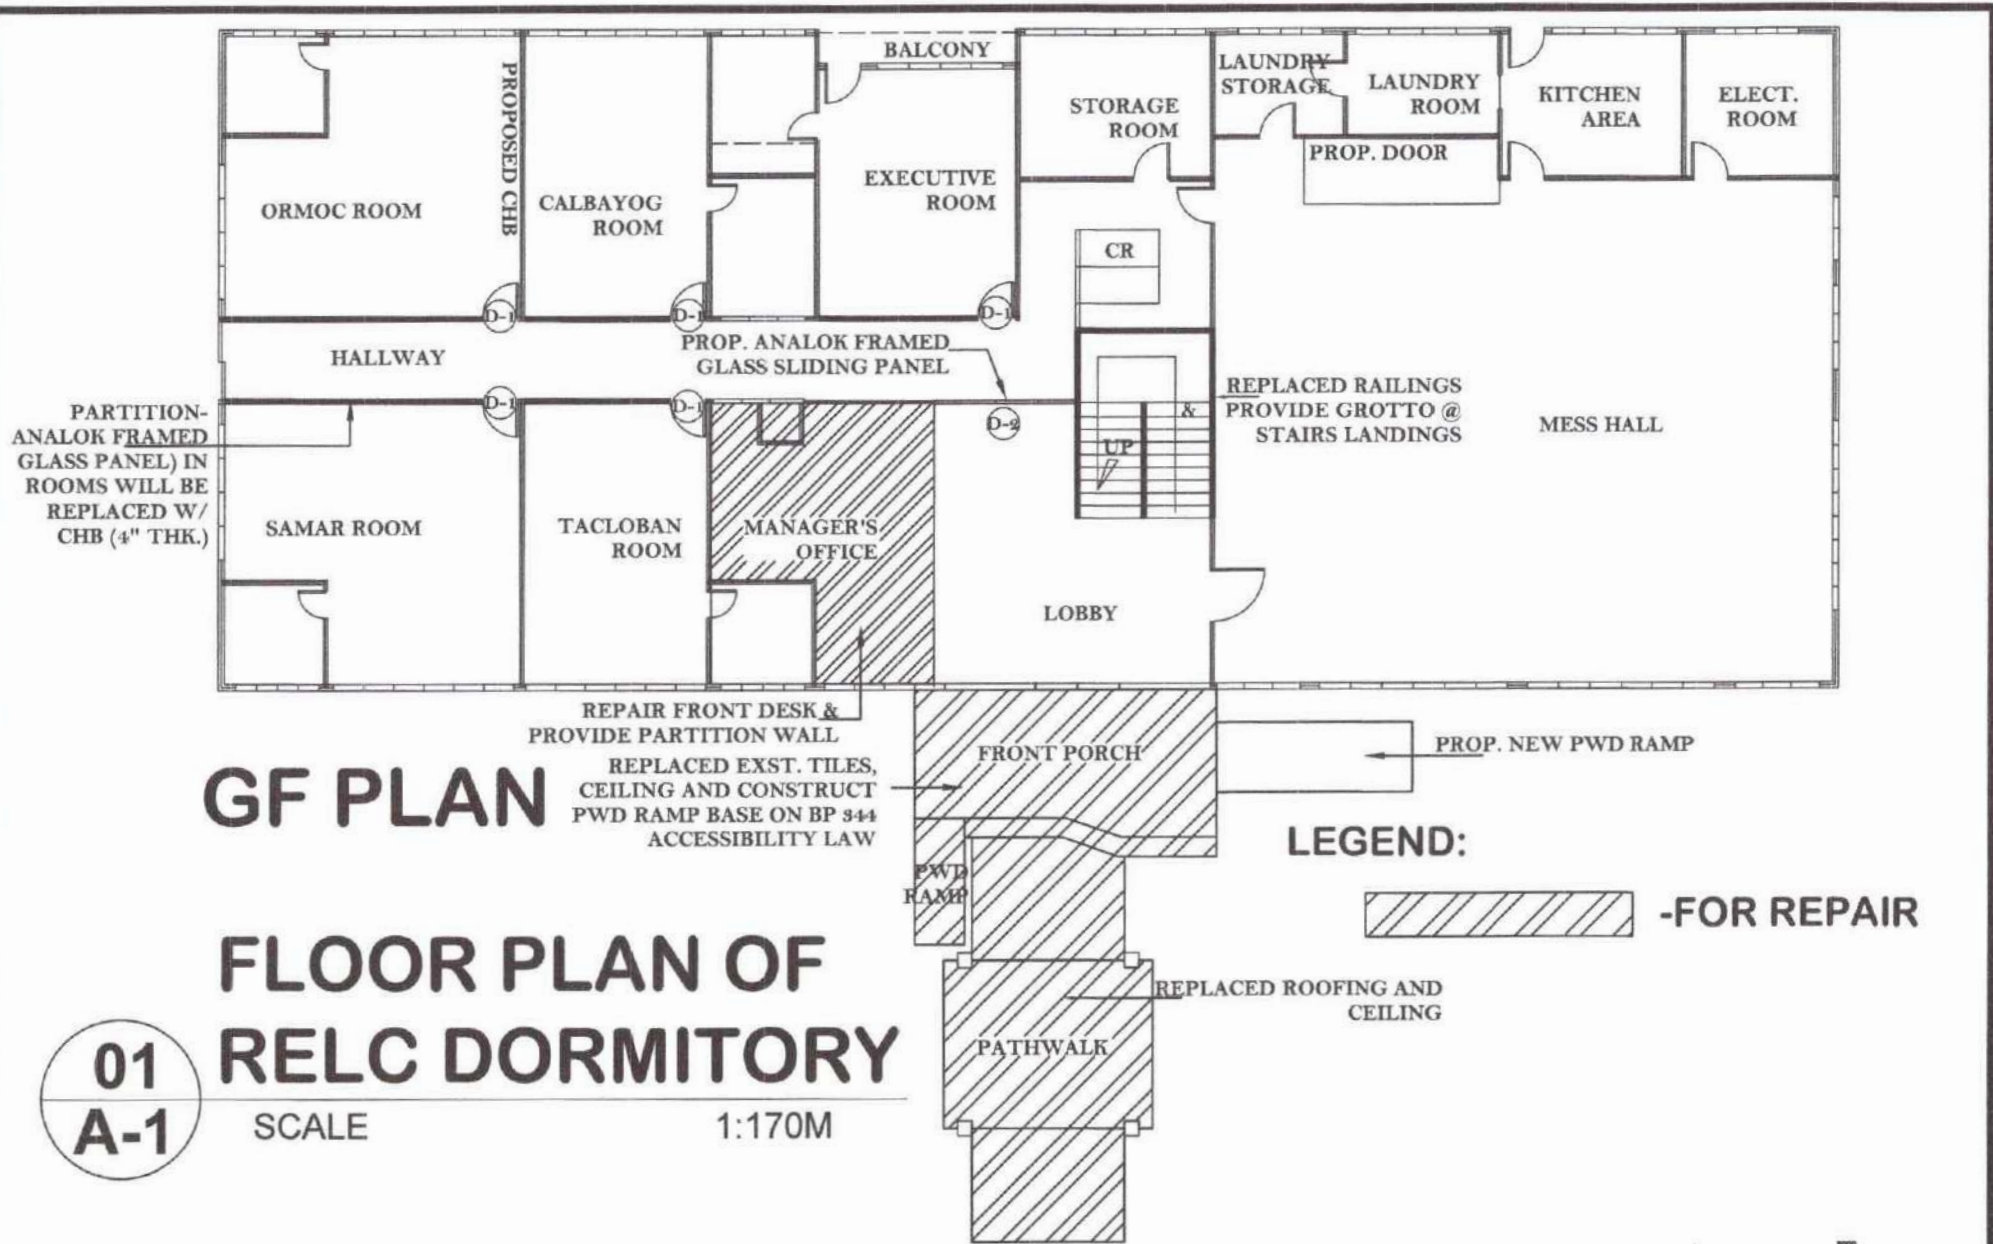 BALCONY
PROPOSED CHB
LAUNDRY
STORAGE
LAUNDRY
ROOM
KITCHEN
AREA
ELECT.
ROOM
STORAGE
ROOM
PROP. DOOR
ORMOC ROOM
CALBAYOG
ROOM
EXECUTIVE
ROOM
CR
D-1
D-1
D-1
HALLWAY
PROP. ANALOK FRAMED
GLASS SLIDING PANEL
D-1
D-1
D-2
REPLACED RAILINGS
& PROVIDE GROTTO @
STAIRS LANDINGS
UP
MESS HALL
PARTITION-
ANALOK FRAMED
GLASS PANEL) IN
ROOMS WILL BE
REPLACED W/
CHB (4" THK.)
SAMAR ROOM
TACLOBAN
ROOM
MANAGER'S
OFFICE
LOBBY
REPAIR FRONT DESK &
PROVIDE PARTITION WALL
FRONT PORCH
PROP. NEW PWD RAMP
GF PLAN
REPLACED EXST. TILES,
CEILING AND CONSTRUCT
PWD RAMP BASE ON BP 344
ACCESSIBILITY LAW
LEGEND:
PWD
RAMP
-FOR REPAIR
FLOOR PLAN OF
RELC DORMITORY
REPLACED ROOFING AND
CEILING
PATHWALK
01
A-1
SCALE 1:170M